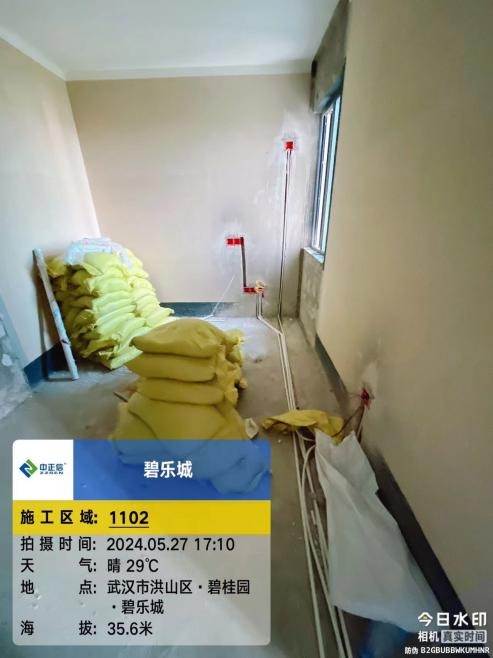 中正信
ZZXEN
碧乐城
施工区域: 1102
拍摄时间: 2024.05.27 17:10
天 气: 晴 29℃
地 点: 武汉市洪山区·碧桂园
·碧乐城
海 拔: 35.6米
今日水印
相机 真实时间
防伪 B2GBUBBWKUMHNR